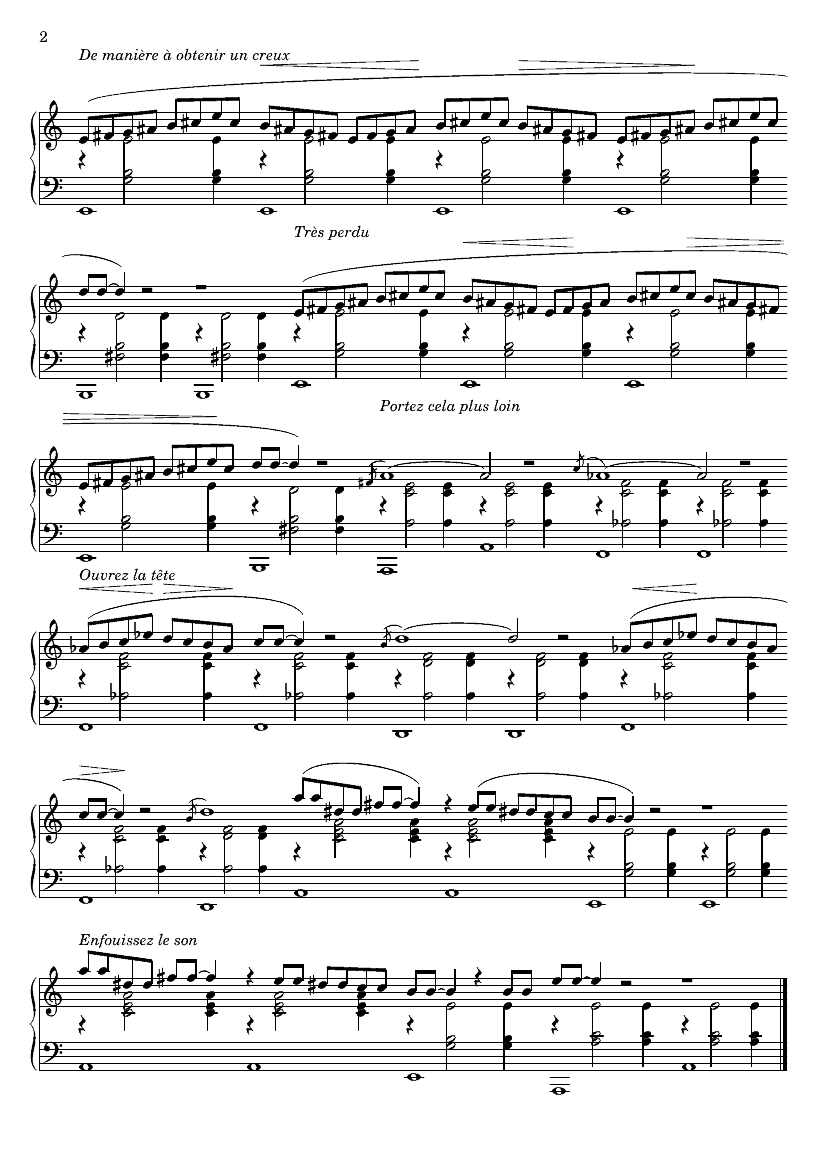 2
De manière à obtenir un creux
Très perdu
Portez cela plus loin
Ouvrez la tête
Enfouissez le son